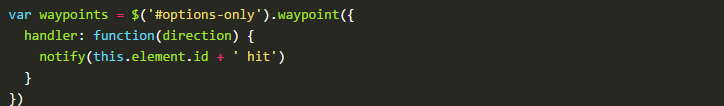 var waypoints = $('#options-only').waypoint({
  handler: function(direction) {
    notify(this.element.id + ' hit')
  }
})